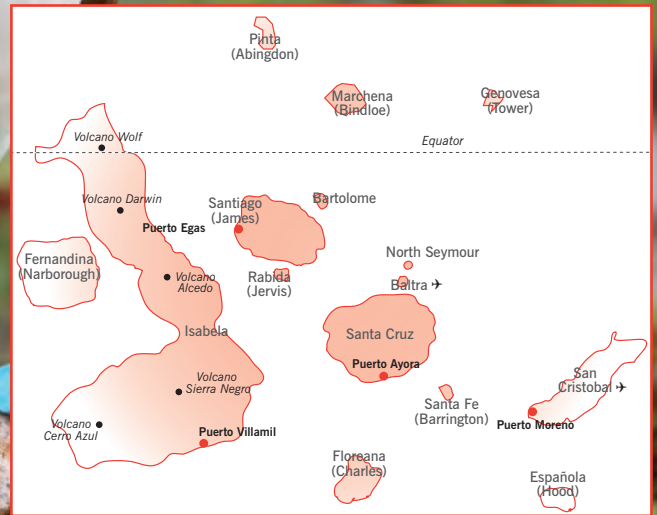 Pinta
(Abingdon)
Marchena
(Bindloe)
Genovesa
(Tower)
Equator
Volcano Wolf
Volcano Darwin
Santiago
(James)
Bartolome
Puerto Egas
North Seymour
Fernandina
(Narborough)
Volcano
Alcedo
Rabida
(Jervis)
Baltra
Isabela
Santa Cruz
Puerto Ayora
Volcano
Sierra Negra
San
Cristobal
Santa Fe
(Barrington)
Volcano
Cerro Azul
Puerto Villamil
Puerto Moreno
Floreana
(Charles)
Española
(Hood)